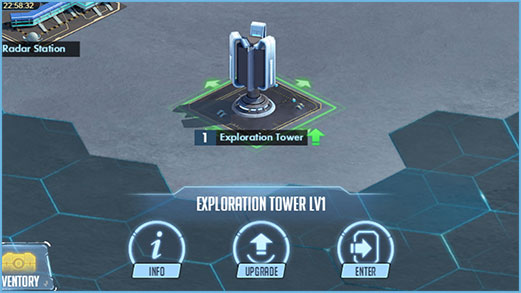 22:58:32
Radar Station
1 Exploration Tower
EXPLORATION TOWER LV1
INFO
UPGRADE
ENTER
VENTORY